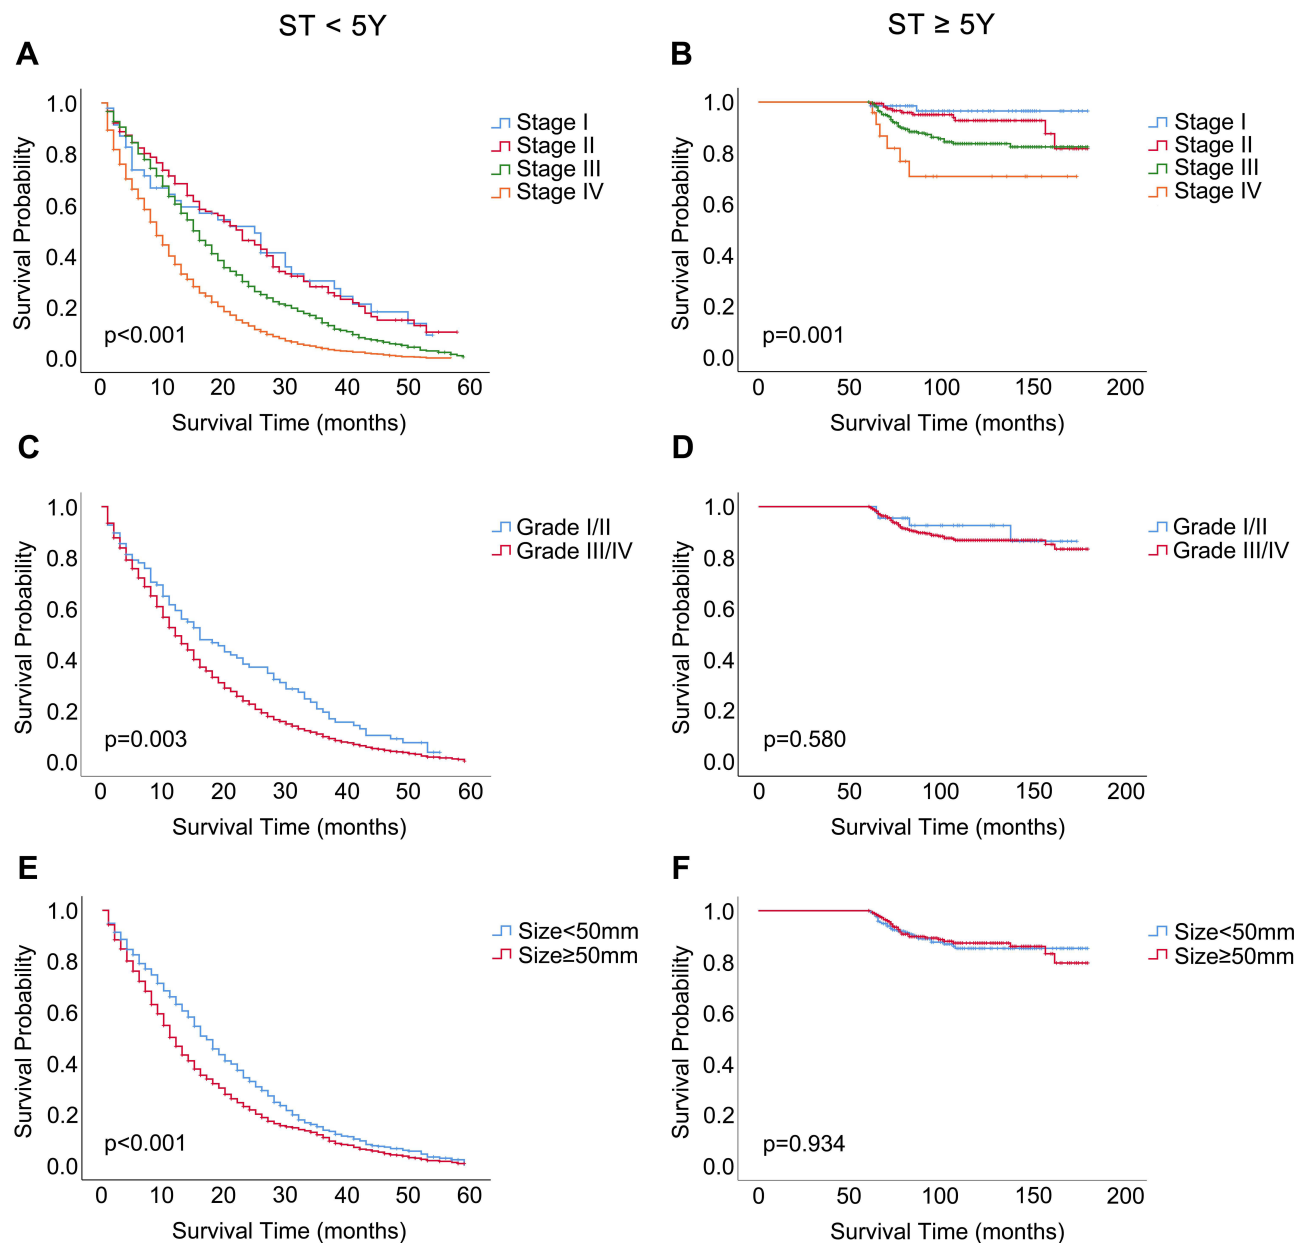 ST < 5Y
ST ≥ 5Y
A
1.0
0.8
0.6
0.4
0.2
0.0
Survival Probability
p<0.001
Stage I
Stage II
Stage III
Stage IV
0 10 20 30 40 50 60
Survival Time (months)
B
1.0
0.8
0.6
0.4
0.2
0.0
Survival Probability
p=0.001
Stage I
Stage II
Stage III
Stage IV
0 50 100 150 200
Survival Time (months)
C
1.0
0.8
0.6
0.4
0.2
0.0
Survival Probability
p=0.003
Grade I/II
Grade III/IV
0 10 20 30 40 50 60
Survival Time (months)
D
1.0
0.8
0.6
0.4
0.2
0.0
Survival Probability
p=0.580
Grade I/II
Grade III/IV
0 50 100 150 200
Survival Time (months)
E
1.0
0.8
0.6
0.4
0.2
0.0
Survival Probability
p<0.001
Size<50mm
Size≥50mm
0 10 20 30 40 50 60
Survival Time (months)
F
1.0
0.8
0.6
0.4
0.2
0.0
Survival Probability
p=0.934
Size<50mm
Size≥50mm
0 50 100 150 200
Survival Time (months)